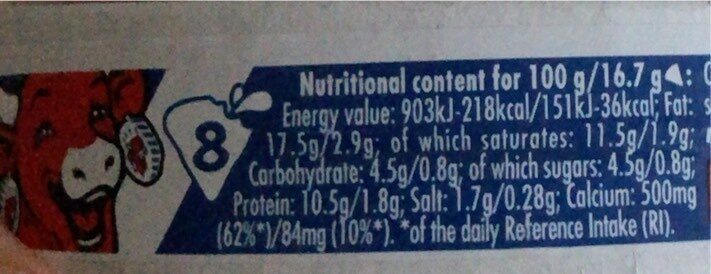 Nutritional content for 100 g/16.7 g:
Energy value: 903kJ-218kcal/151kJ-36kcal; Fat:
8
17.5g/2.9g; of which saturates: 11.5g/1.9g;
Carbohydrate: 4.5g/0.8g; of which sugars: 4.5g/0.8g;
Protein: 10.5g/1.8g; Salt: 1.7g/0.28g; Calcium: 500mg
(62%*)/84mg (10%*). *of the daily Reference Intake (RI).